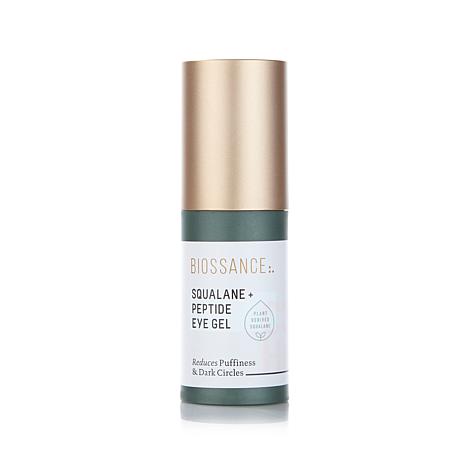 BIOSSANCE:.
SQUALANE +
PEPTIDE
EYE GEL
PLANT
DERIVED
SQUALANE
Reduces Puffiness
& Dark Circles